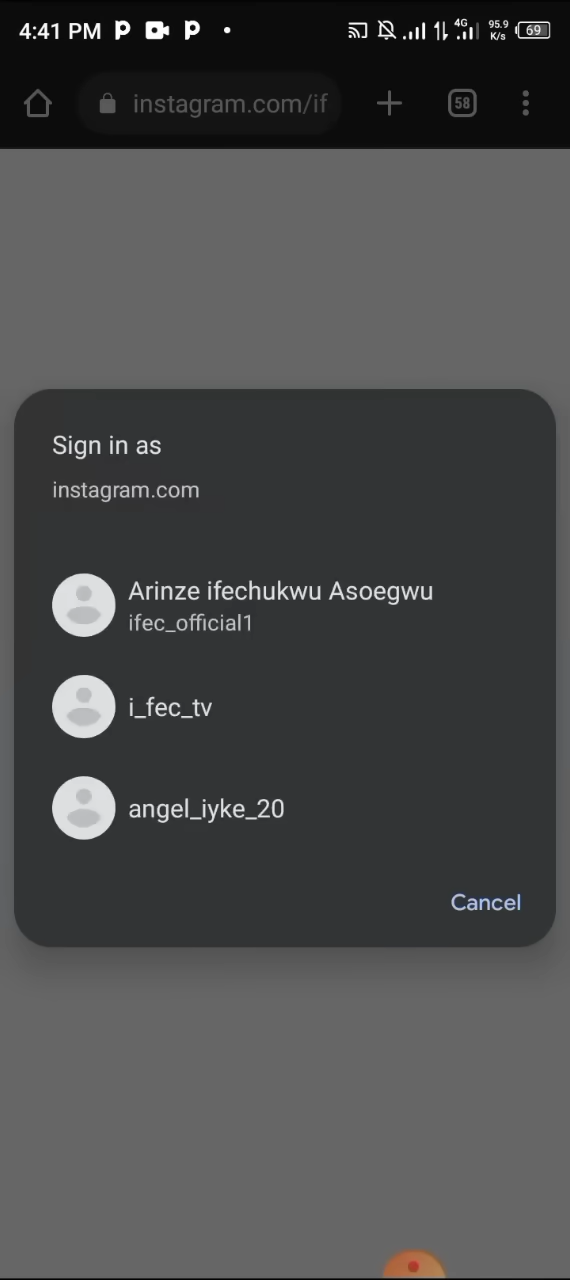 4:41 PM
4G
95.9
K/s
69
instagram.com/if
58
Sign in as
instagram.com
Arinze ifechukwu Asoegwu
ifec_official1
i_fec_tv
angel_iyke_20
Cancel